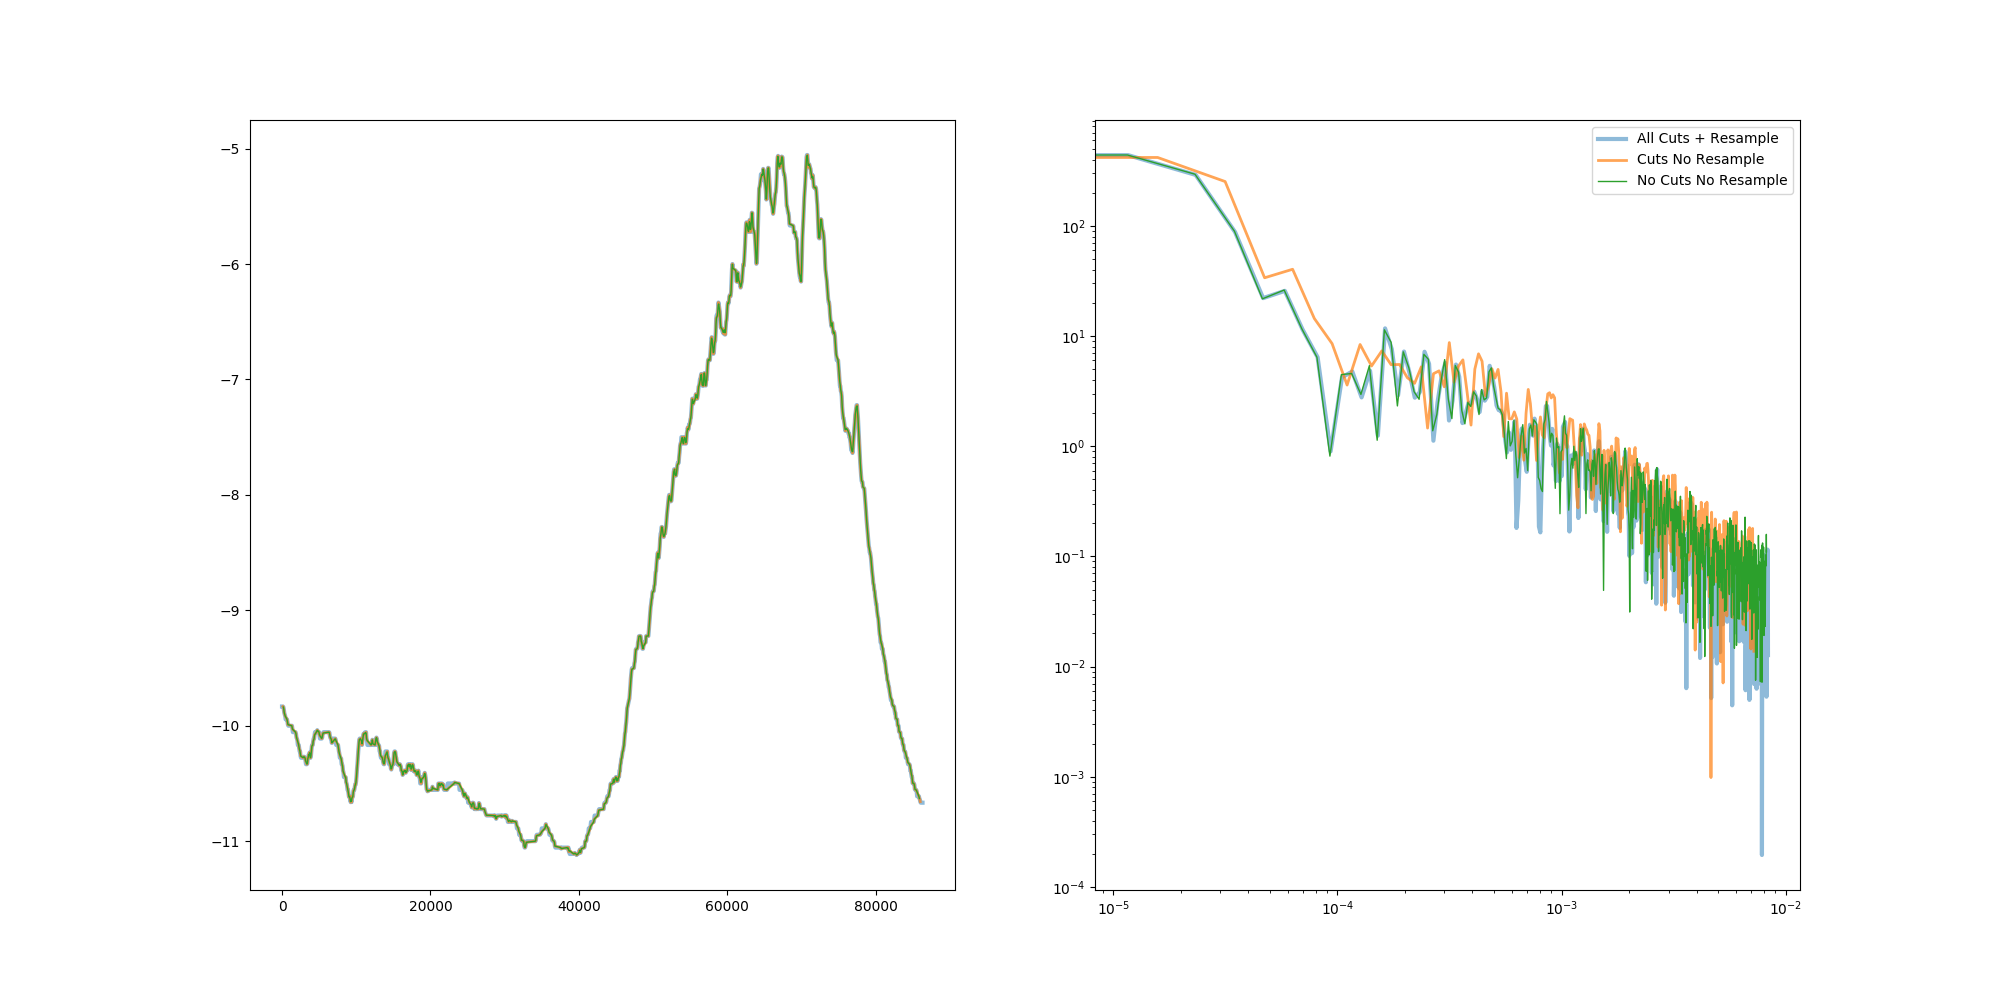 −5
−6
−7
−8
−9
−10
−11
0 20000 40000 60000 80000
All Cuts + Resample
Cuts No Resample
No Cuts No Resample
10²
10¹
10⁰
10⁻¹
10⁻²
10⁻³
10⁻⁴
10⁻⁵ 10⁻⁴ 10⁻³ 10⁻²